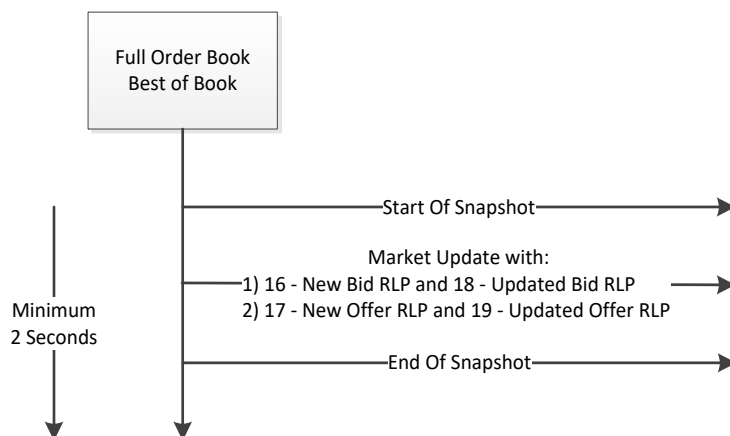 Full Order Book
Best of Book
Start Of Snapshot
Market Update with:
1) 16 - New Bid RLP and 18 - Updated Bid RLP
2) 17 - New Offer RLP and 19 - Updated Offer RLP
Minimum
2 Seconds
End Of Snapshot